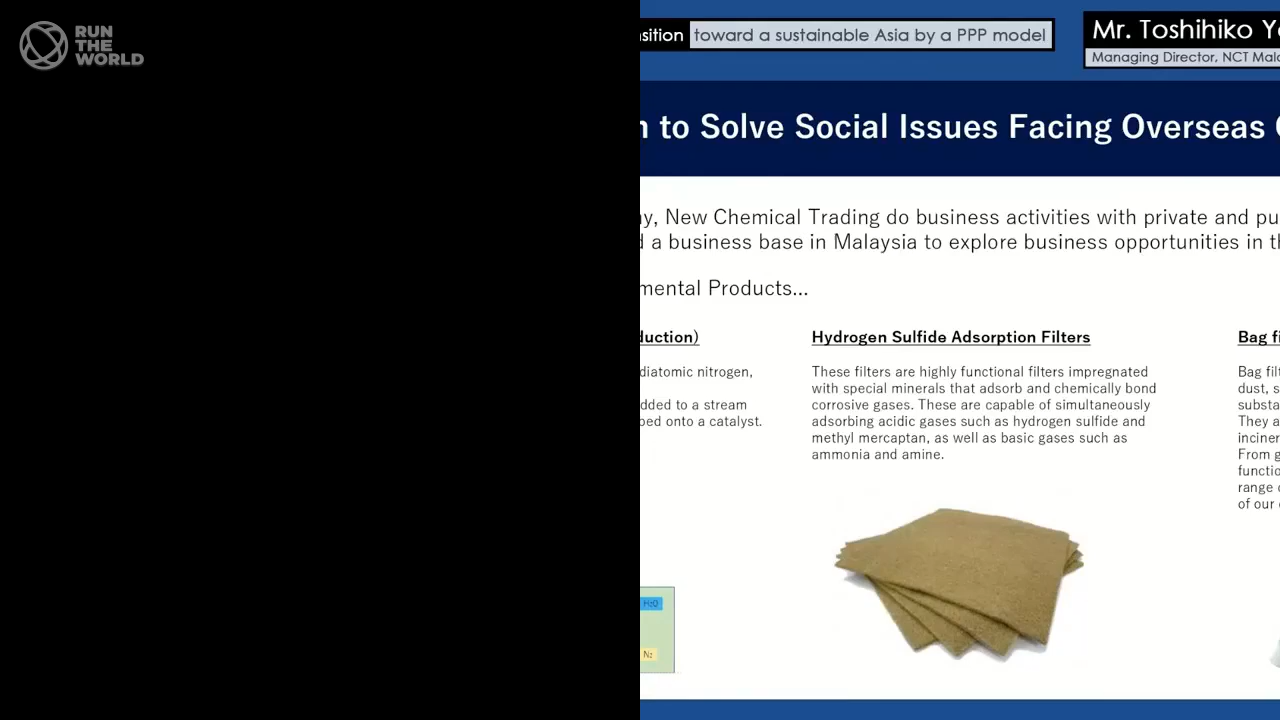 RUN
THE
WORLD
sition toward a sustainable Asia by a PPP model
Mr. Toshihiko Y
Managing Director, NCT Mala
n to Solve Social Issues Facing Overseas
y, New Chemical Trading do business activities with private and pu
d a business base in Malaysia to explore business opportunities in th
mental Products...
duction)
diatomic nitrogen,
dded to a stream
bed onto a catalyst.
H₂O
N₂
Hydrogen Sulfide Adsorption Filters
These filters are highly functional filters impregnated
with special minerals that adsorb and chemically bond
corrosive gases. These are capable of simultaneously
adsorbing acidic gases such as hydrogen sulfide and
methyl mercaptan, as well as basic gases such as
ammonia and amine.
Bag fi
Bag filt
dust, s
substa
They a
inciner
From g
functio
range o
of our